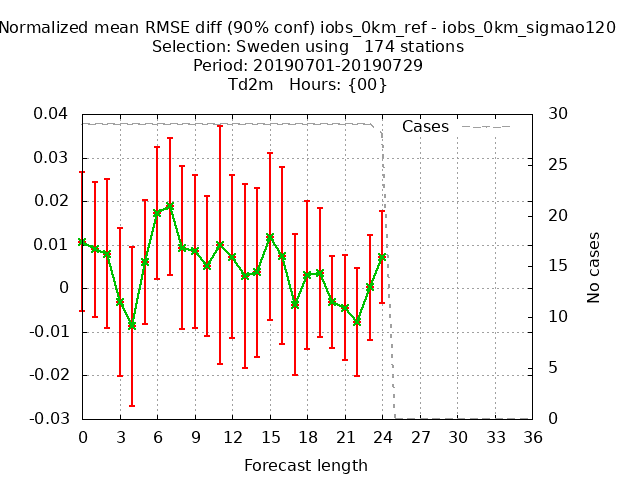 Normalized mean RMSE diff (90% conf) iobs_0km_ref - iobs_0km_sigmao120
Selection: Sweden using   174 stations
Period: 20190701-20190729
Td2m   Hours: {00}
Cases
0.04
0.03
0.02
0.01
0
-0.01
-0.02
-0.03
30
25
20
15
10
5
0
No cases
0 3 6 9 12 15 18 21 24 27 30 33 36
Forecast length